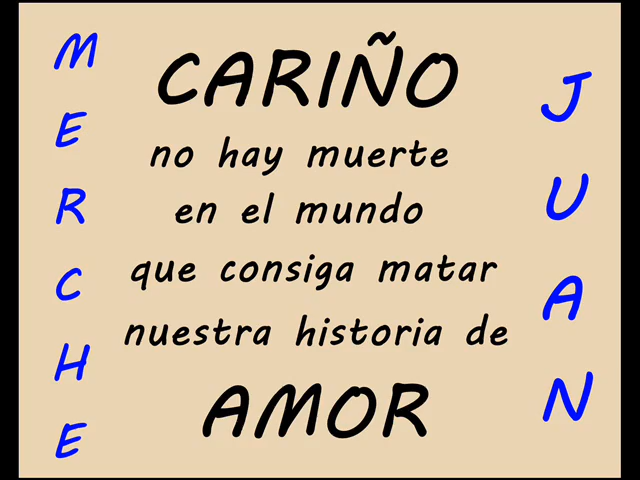 MERCHE
CARIÑO
no hay muerte
en el mundo
que consiga matar
nuestra historia de
AMOR
JUAN